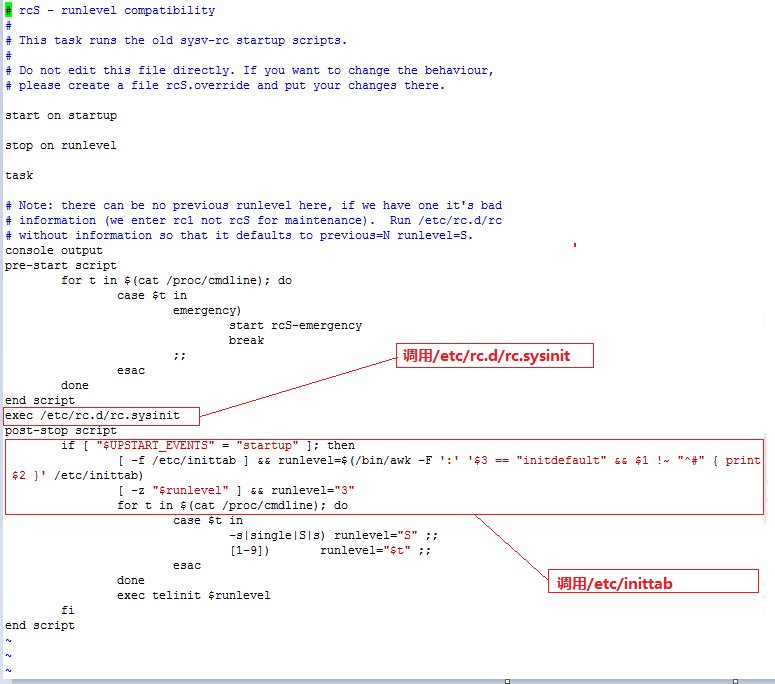 # rcS - runlevel compatibility
#
# This task runs the old sysv-rc startup scripts.
#
# Do not edit this file directly. If you want to change the behaviour,
# please create a file rcS.override and put your changes there.
start on startup
stop on runlevel
task
# Note: there can be no previous runlevel here, if we have one it's bad
# information (we enter rc1 not rcS for maintenance).  Run /etc/rc.d/rc
# without information so that it defaults to previous=N runlevel=S.
console output
pre-start script
        for t in $(cat /proc/cmdline); do
                case $t in
                        emergency)
                                start rcS-emergency
                                break
                        ;;
                esac
        done
end script
调用/etc/rc.d/rc.sysinit
exec /etc/rc.d/rc.sysinit
post-stop script
        if [ "$UPSTART_EVENTS" = "startup" ]; then
                [ -f /etc/inittab ] && runlevel=$(/bin/awk -F ':' '$3 == "initdefault" && $1 !~ "^#" { print
$2 }' /etc/inittab)
                [ -z "$runlevel" ] && runlevel="3"
                for t in $(cat /proc/cmdline); do
                        case $t in
                                -s|single|S|s) runlevel="S" ;;
                                [1-9])       runlevel="$t" ;;
                        esac
                done
                exec telinit $runlevel
        fi
end script
调用/etc/inittab
~
~
~